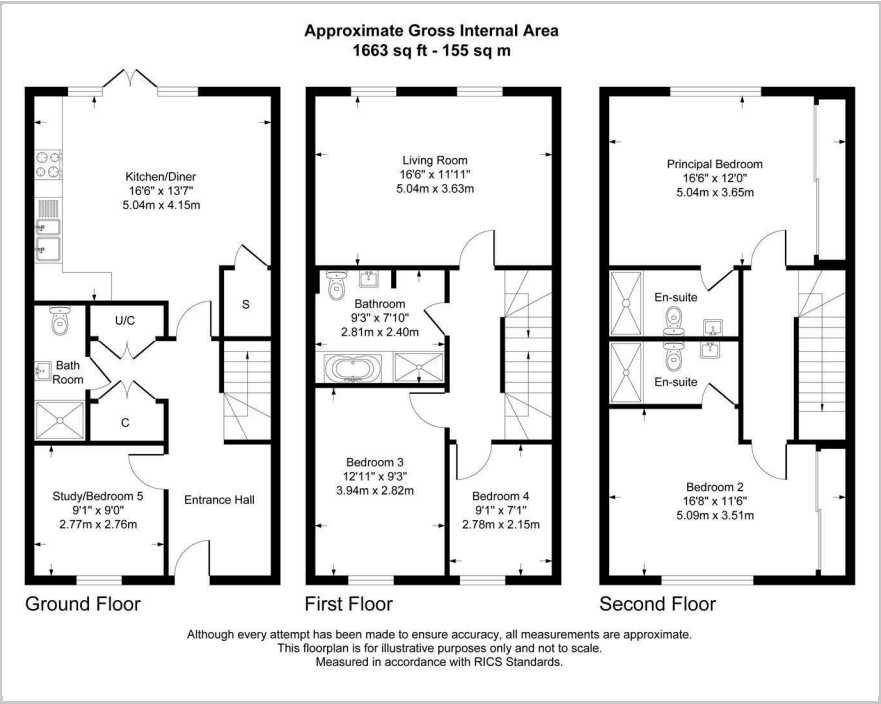 Approximate Gross Internal Area
1663 sq ft - 155 sq m
Kitchen/Diner
16'6" x 13'7"
5.04m x 4.15m
S
U/C
Bath
Room
C
Study/Bedroom 5
9'1" x 9'0"
2.77m x 2.76m
Entrance Hall
Ground Floor
Living Room
16'6" x 11'11"
5.04m x 3.63m
Bathroom
9'3" x 7'10"
2.81m x 2.40m
Bedroom 3
12'11" x 9'3"
3.94m x 2.82m
Bedroom 4
9'1" x 7'1"
2.78m x 2.15m
First Floor
Principal Bedroom
16'6" x 12'0"
5.04m x 3.65m
En-suite
En-suite
Bedroom 2
16'8" x 11'6"
5.09m x 3.51m
Second Floor
Although every attempt has been made to ensure accuracy, all measurements are approximate.
This floorplan is for illustrative purposes only and not to scale.
Measured in accordance with RICS Standards.